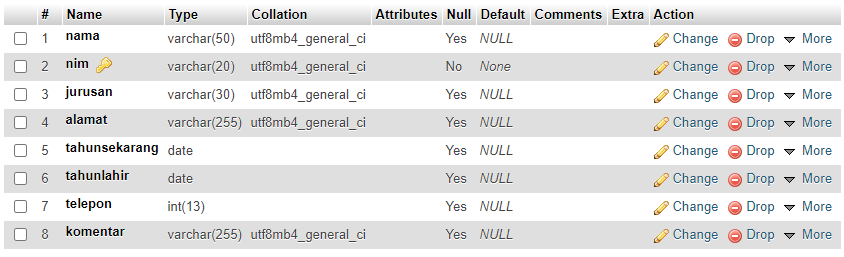 # Name Type Collation Attributes Null Default Comments Extra Action
1 nama varchar(50) utf8mb4_general_ci Yes NULL Change Drop More
2 nim varchar(20) utf8mb4_general_ci No None Change Drop More
3 jurusan varchar(30) utf8mb4_general_ci Yes NULL Change Drop More
4 alamat varchar(255) utf8mb4_general_ci Yes NULL Change Drop More
5 tahunsekarang date Yes NULL Change Drop More
6 tahunlahir date Yes NULL Change Drop More
7 telepon int(13) Yes NULL Change Drop More
8 komentar varchar(255) utf8mb4_general_ci Yes NULL Change Drop More